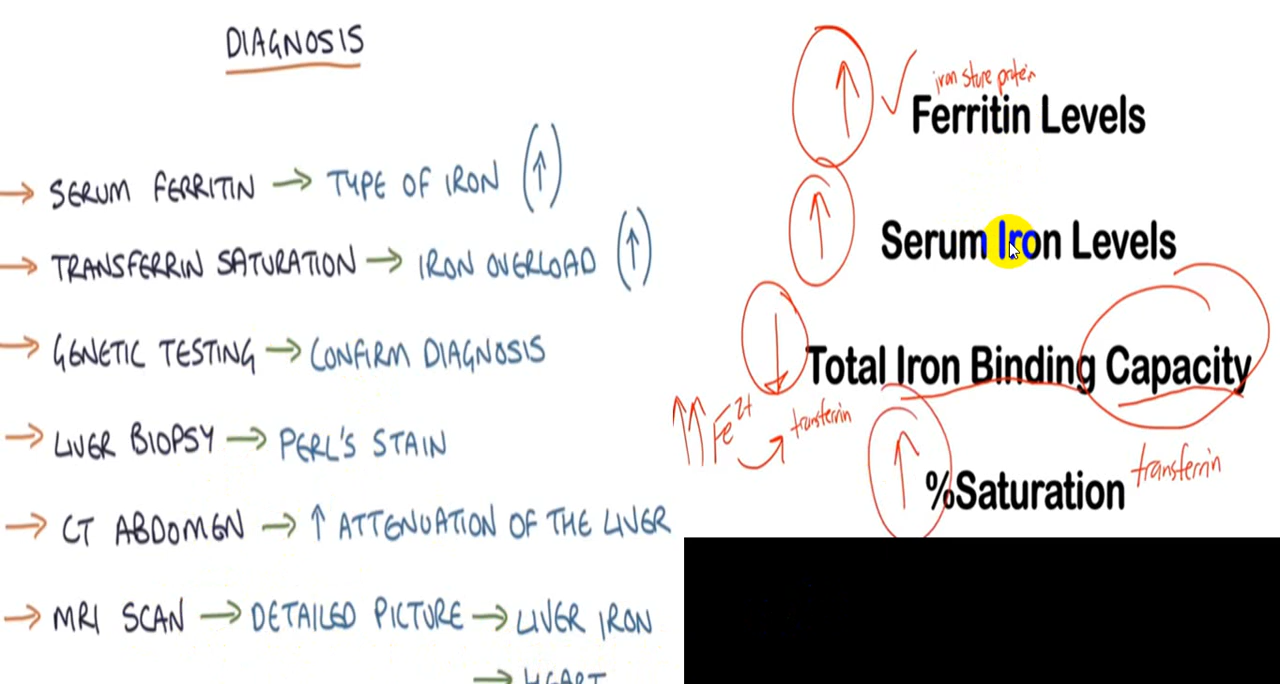 DIAGNOSIS
→ SERUM FERRITIN → TYPE OF IRON (↑)
→ TRANSFERRIN SATURATION → IRON OVERLOAD (↑)
→ GENETIC TESTING → CONFIRM DIAGNOSIS
→ LIVER BIOPSY → PERL'S STAIN
→ CT ABDOMEN → ↑ ATTENUATION OF THE LIVER
→ MRI SCAN → DETAILED PICTURE → LIVER IRON
→ HEART
iron store protein
↑ ✓ Ferritin Levels
↑ Serum Iron Levels
↓ Total Iron Binding Capacity
↑↑ Fe²⁺ transferrin
↑ %Saturation transferrin